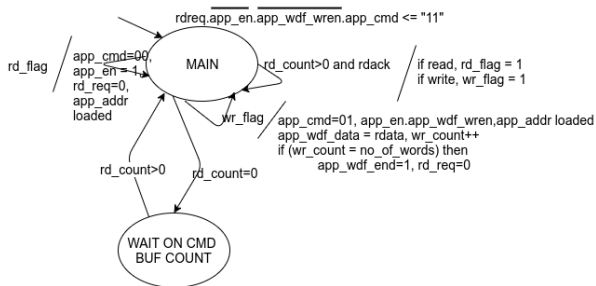 rdreq.app_en.app_wdf_wren.app_cmd <= "11"
MAIN
rd_flag
app_cmd=00,
app_en = 1,
rd_req=0,
app_addr
loaded
rd_count>0 and rdack
if read, rd_flag = 1
if write, wr_flag = 1
wr_flag
app_cmd=01, app_en.app_wdf_wren,app_addr loaded
app_wdf_data = rdata, wr_count++
if (wr_count = no_of_words) then
app_wdf_end=1, rd_req=0
rd_count>0
rd_count=0
WAIT ON CMD
BUF COUNT